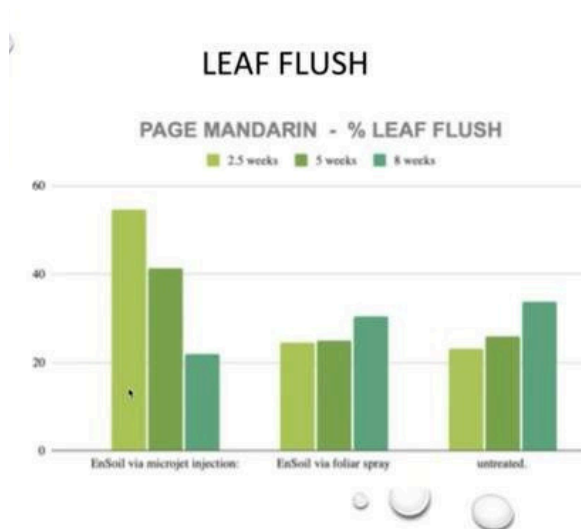 LEAF FLUSH
PAGE MANDARIN - % LEAF FLUSH
2.5 weeks 5 weeks 8 weeks
60
40
20
0
EnSoil via microjet injection: EnSoil via foliar spray untreated.